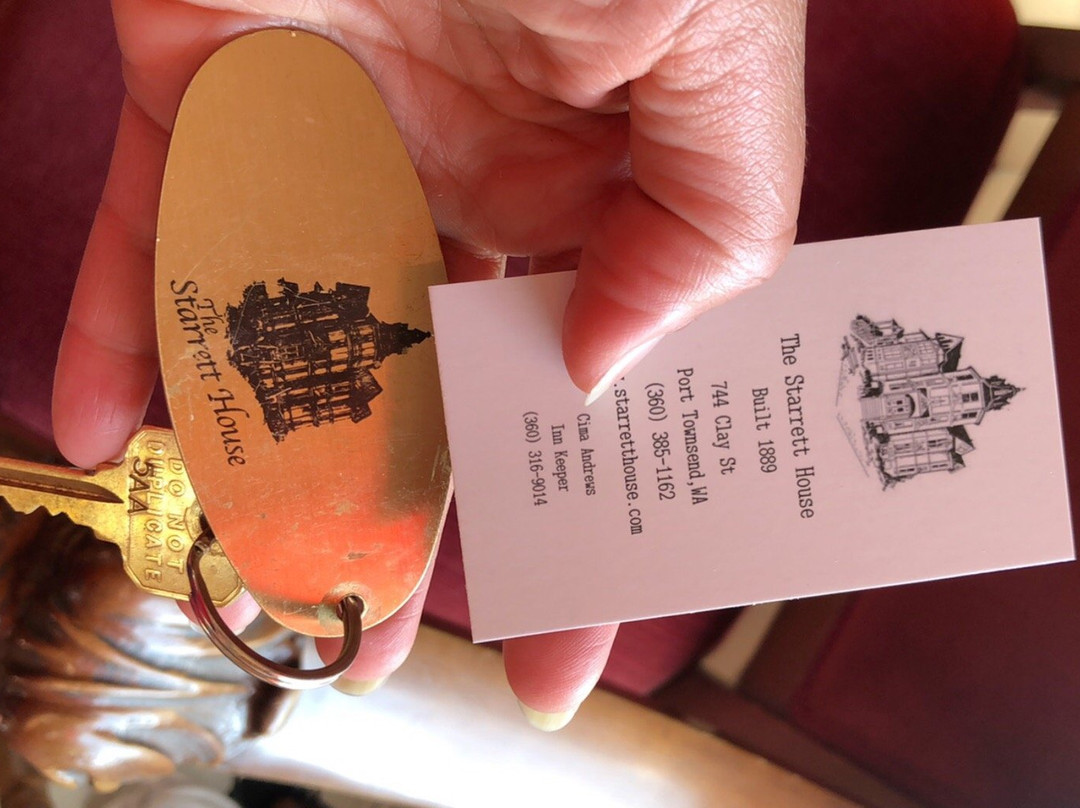 The
Starrett House
DO NOT
DUPLICATE
5AA
The Starrett House
Built 1889
744 Clay St
Port Townsend,WA
(360) 385-1162
.starretthouse.com
Cima Andrews
Inn Keeper
(360) 316-9014